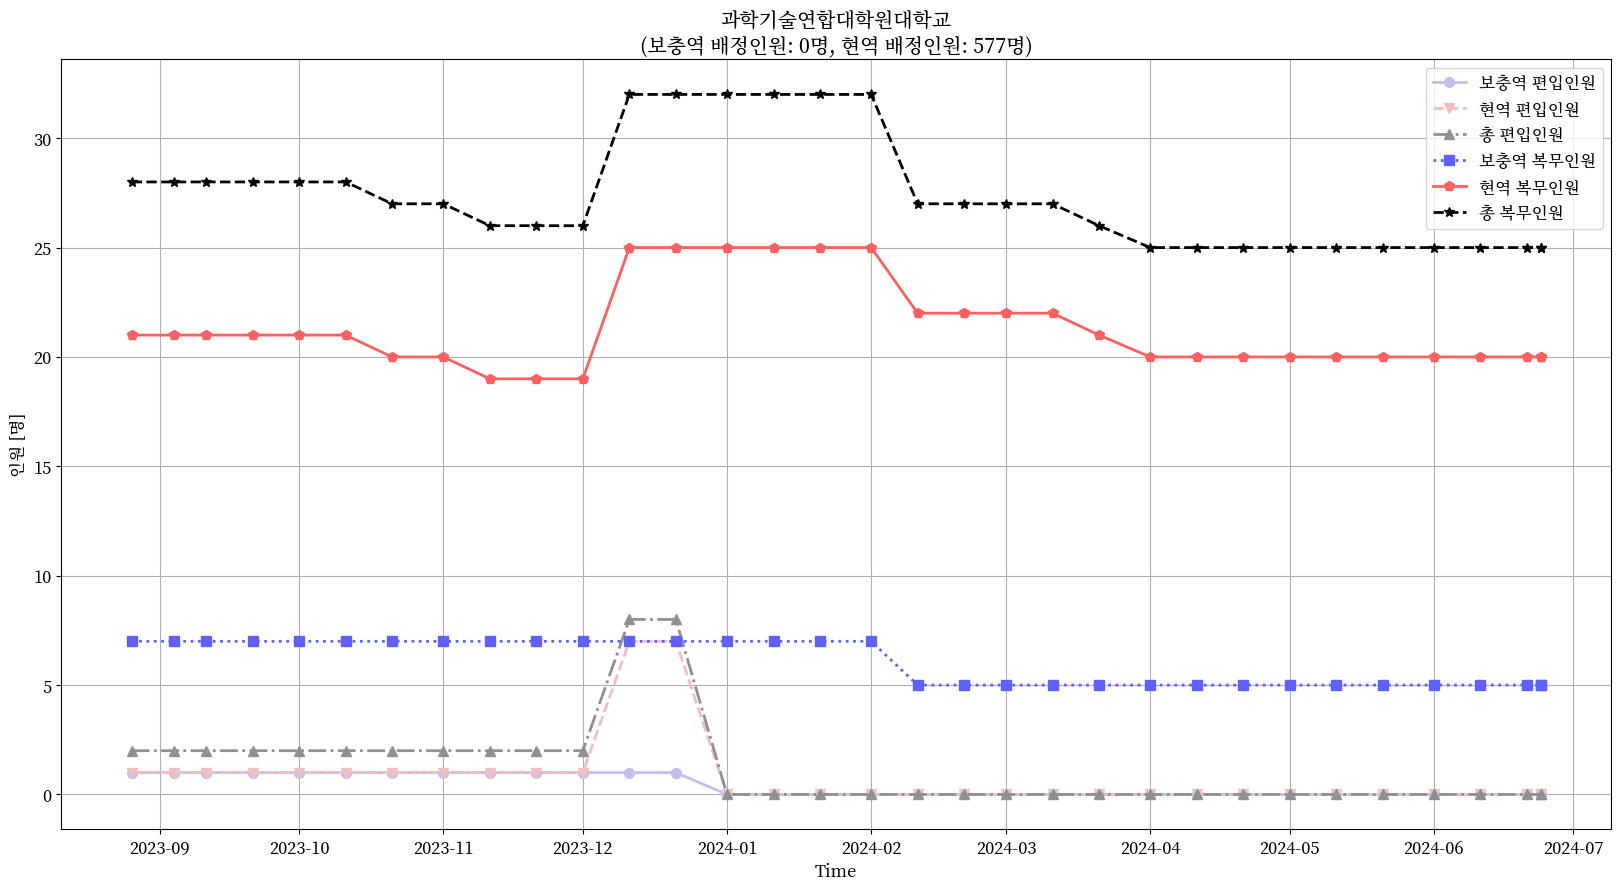 과학기술연합대학원대학교
(보충역 배정인원: 0명, 현역 배정인원: 577명)
보충역 편입인원
현역 편입인원
총 편입인원
보충역 복무인원
현역 복무인원
총 복무인원
30
25
20
15
10
5
0
인원 [명]
2023-09
2023-10
2023-11
2023-12
2024-01
2024-02
2024-03
2024-04
2024-05
2024-06
2024-07
Time